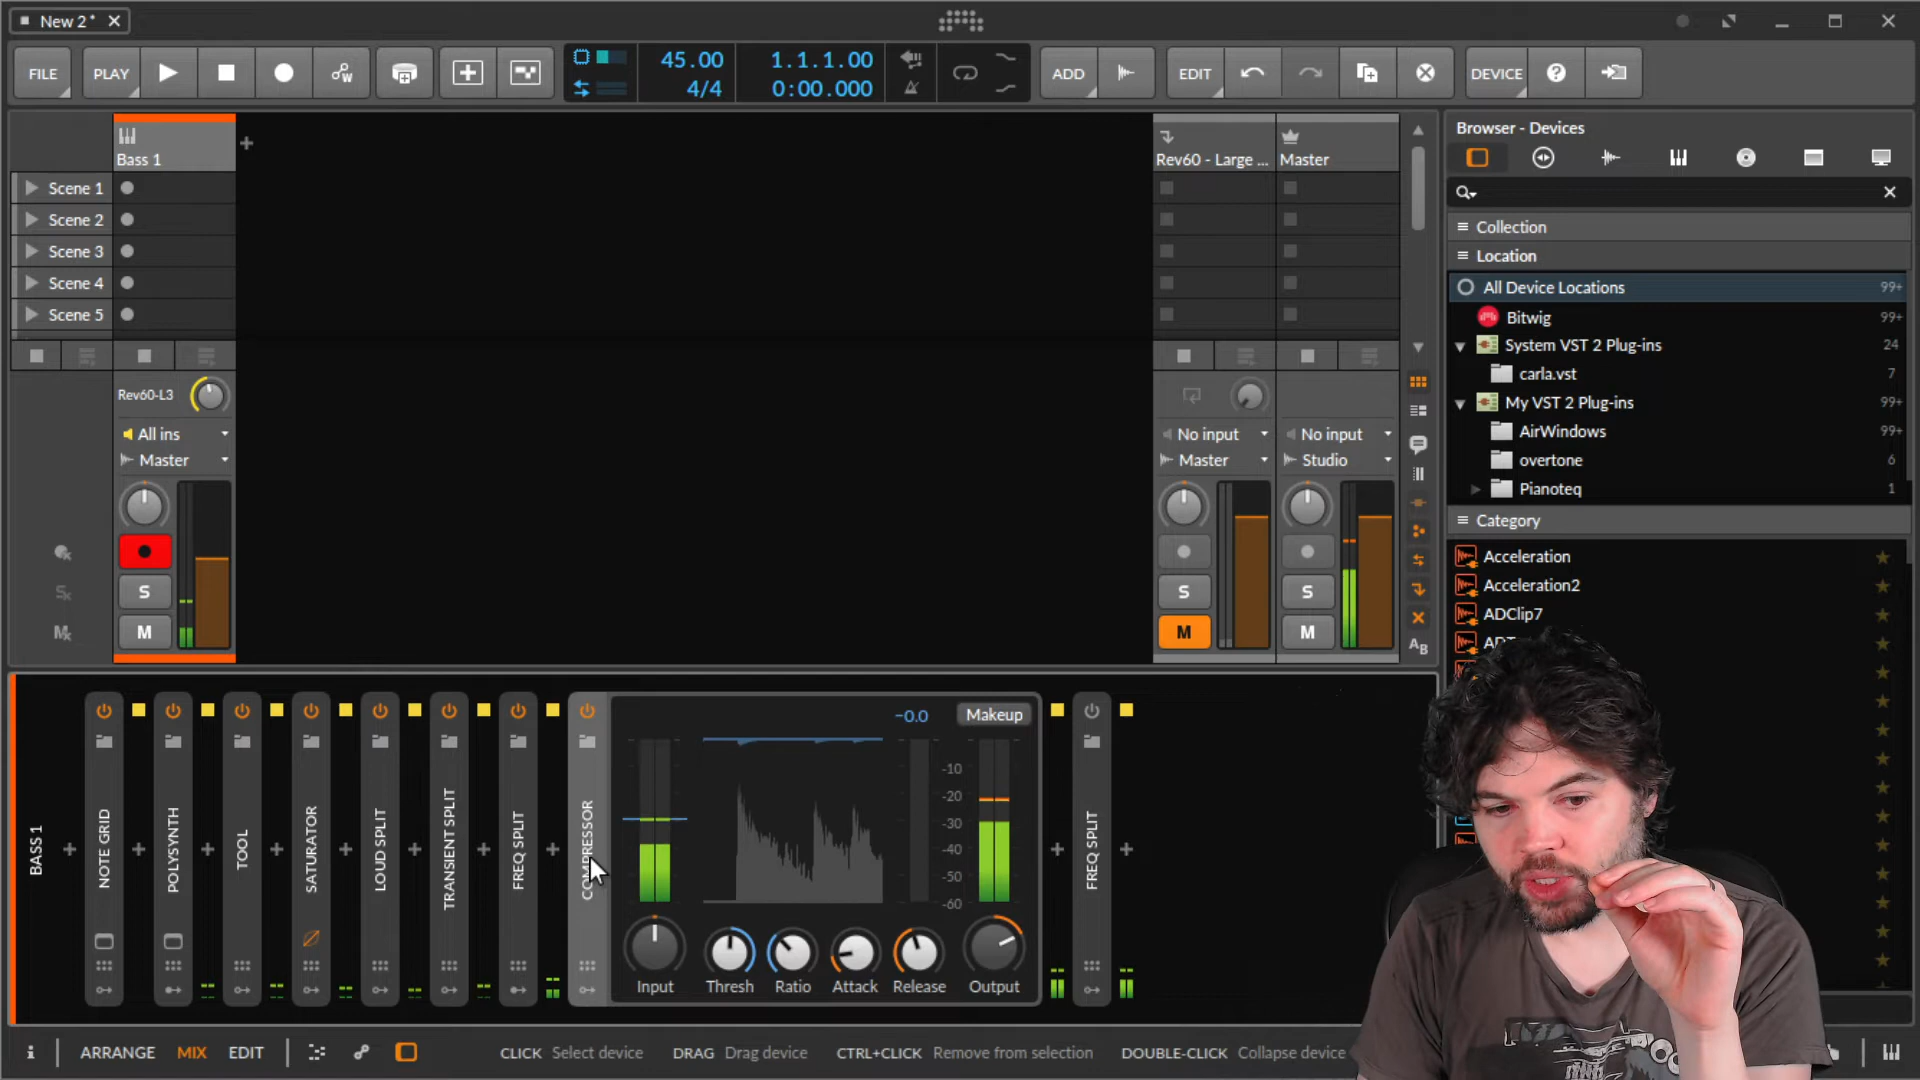 New 2 *
FILE
PLAY
45.00
4/4
1.1.1.00
0:00.000
ADD
EDIT
DEVICE
Bass 1
Rev60 - Large ...
Master
Scene 1
Scene 2
Scene 3
Scene 4
Scene 5
Rev60-L3
All ins
Master
S
M
No input
Master
S
M
No input
Studio
S
M
Browser - Devices
Collection
Location
All Device Locations 99+
Bitwig 99+
System VST 2 Plug-ins 24
carla.vst 7
My VST 2 Plug-ins 99+
AirWindows 99+
overtone 6
Pianoteq 1
Category
Acceleration
Acceleration2
ADClip7
BASS 1
NOTE GRID
POLYSYNTH
TOOL
SATURATOR
LOUD SPLIT
TRANSIENT SPLIT
FREQ SPLIT
COMPRESSOR
-0.0
Makeup
-10
-20
-30
-40
-50
-60
Input
Thresh
Ratio
Attack
Release
Output
FREQ SPLIT
ARRANGE
MIX
EDIT
CLICK Select device
DRAG Drag device
CTRL+CLICK Remove from selection
DOUBLE-CLICK Collapse device